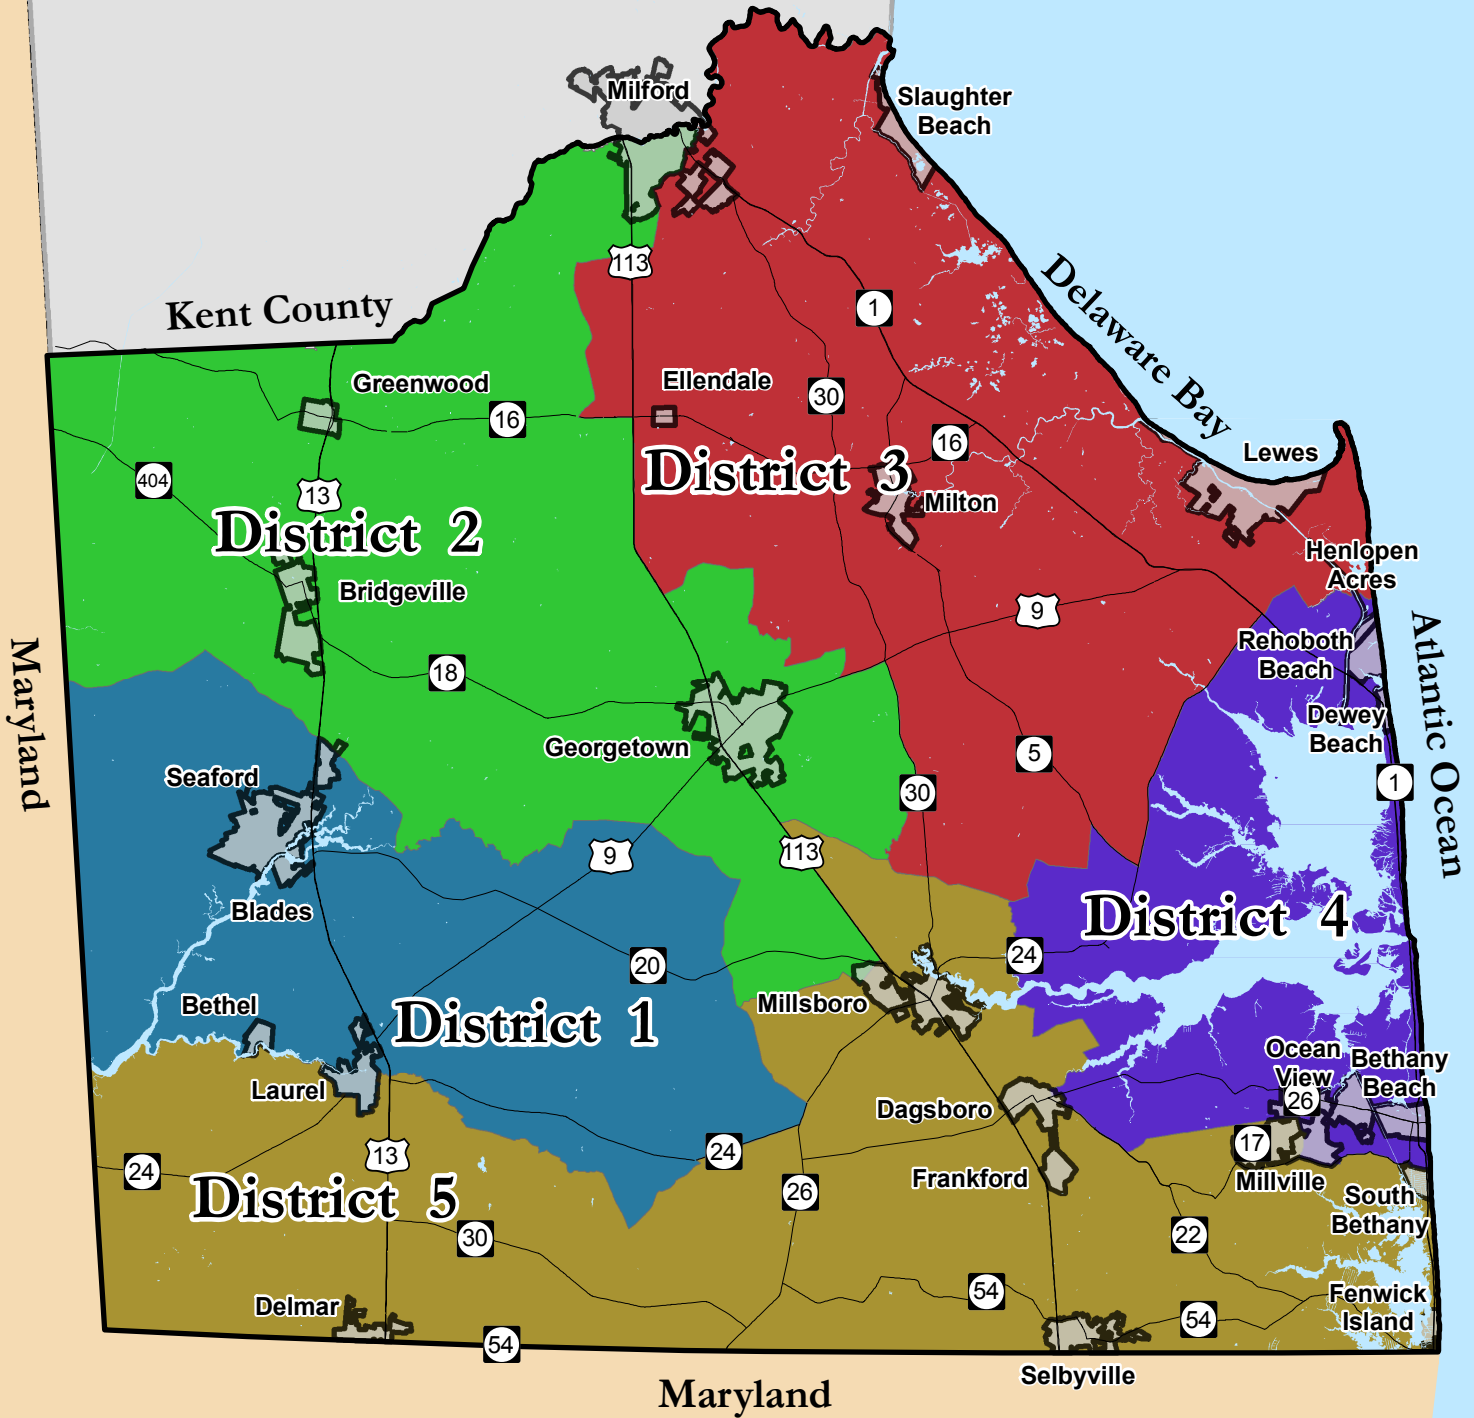 Milford
Slaughter
Beach
113
Kent County
1
Delaware Bay
Greenwood
Ellendale
16
30
16
Lewes
404
13
District 3
Milton
District 2
Henlopen
Acres
Bridgeville
9
Rehoboth
Beach
Maryland
18
Atlantic Ocean
Dewey
Beach
Georgetown
5
Seaford
30
1
9
113
District 4
Blades
20
24
Bethel
Millsboro
District 1
Ocean
View
Bethany
Beach
Laurel
26
Dagsboro
24
17
13
24
Frankford
Millville
District 5
26
South
Bethany
30
22
54
Fenwick
Island
Delmar
54
54
Selbyville
Maryland